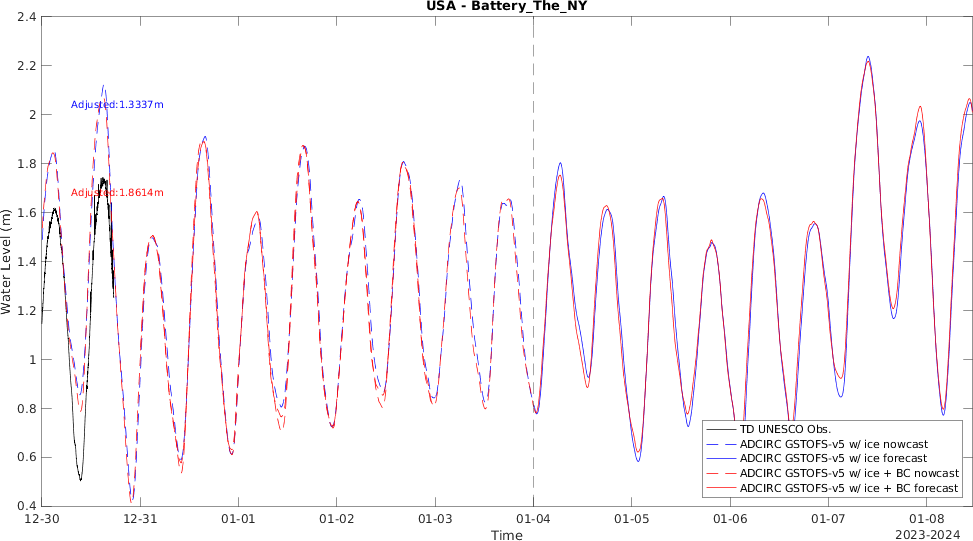 USA - Battery_The_NY
2.4
2.2
2
1.8
1.6
1.4
1.2
1
0.8
0.6
0.4
Water Level (m)
Adjusted:1.3337m
Adjusted:1.8614m
TD UNESCO Obs.
ADCIRC GSTOFS-v5 w/ ice nowcast
ADCIRC GSTOFS-v5 w/ ice forecast
ADCIRC GSTOFS-v5 w/ ice + BC nowcast
ADCIRC GSTOFS-v5 w/ ice + BC forecast
12-30 12-31 01-01 01-02 01-03 01-04 01-05 01-06 01-07 01-08
Time
2023-2024